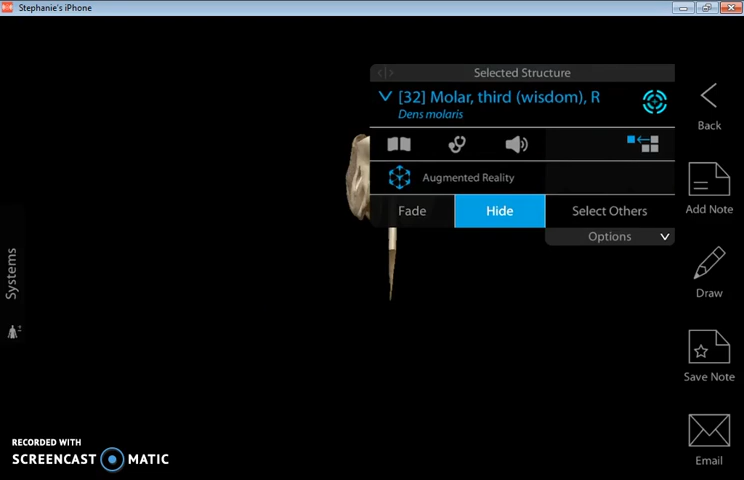 Stephanie's iPhone
Selected Structure
[32] Molar, third (wisdom), R
Dens molaris
Augmented Reality
Fade
Hide
Select Others
Options
Back
Add Note
Draw
Save Note
Email
Systems
RECORDED WITH
SCREENCAST MATIC